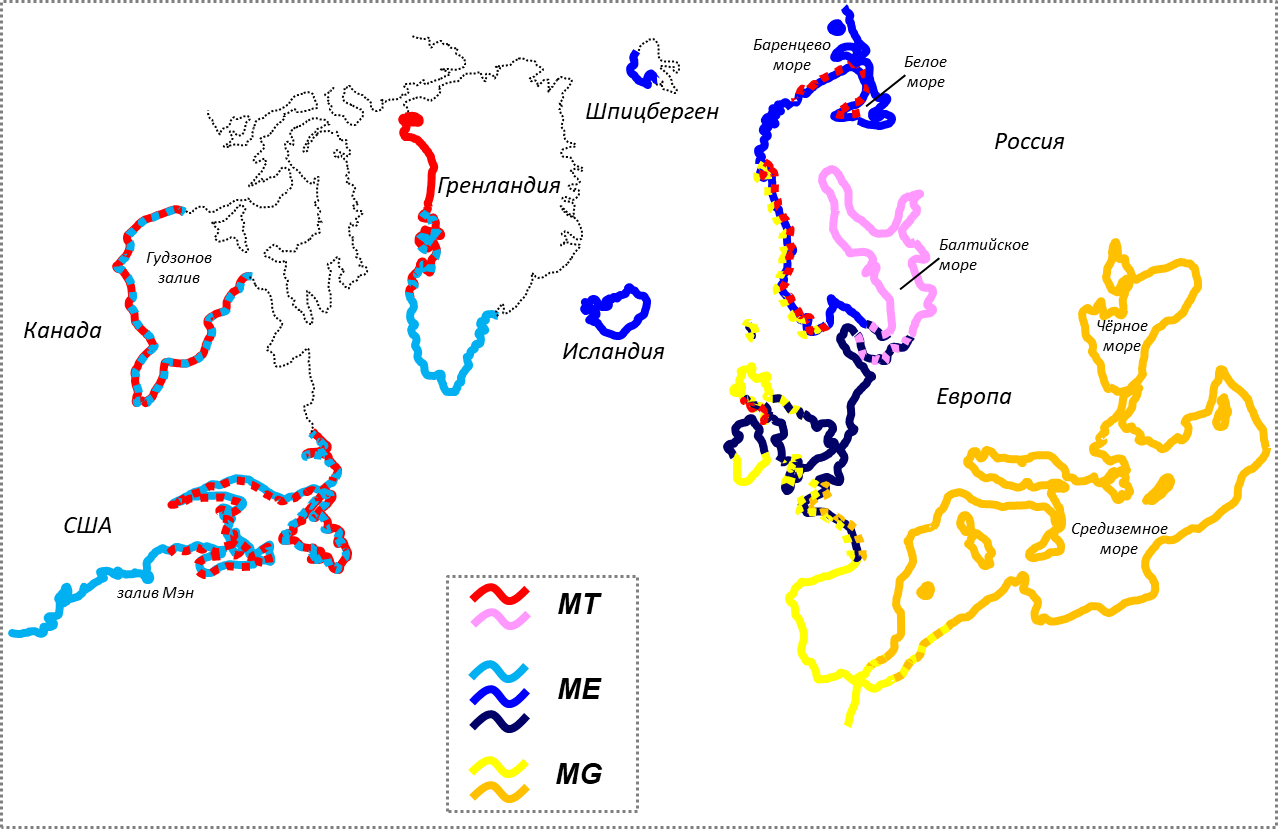 Баренцево
море
Белое
море
Шпицберген
Россия
Гренландия
Гудзонов
залив
Балтийское
море
Канада
Исландия
Чёрное
море
Европа
США
Средиземное
море
залив Мэн
MT
ME
MG